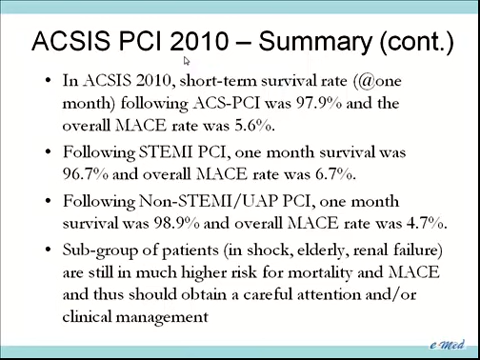 ACSIS PCI 2010 – Summary (cont.)
• In ACSIS 2010, short-term survival rate (@one
month) following ACS-PCI was 97.9% and the
overall MACE rate was 5.6%.
• Following STEMI PCI, one month survival was
96.7% and overall MACE rate was 6.7%.
• Following Non-STEMI/UAP PCI, one month
survival was 98.9% and overall MACE rate was 4.7%.
• Sub-group of patients (in shock, elderly, renal failure)
are still in much higher risk for mortality and MACE
and thus should obtain a careful attention and/or
clinical management
e Med